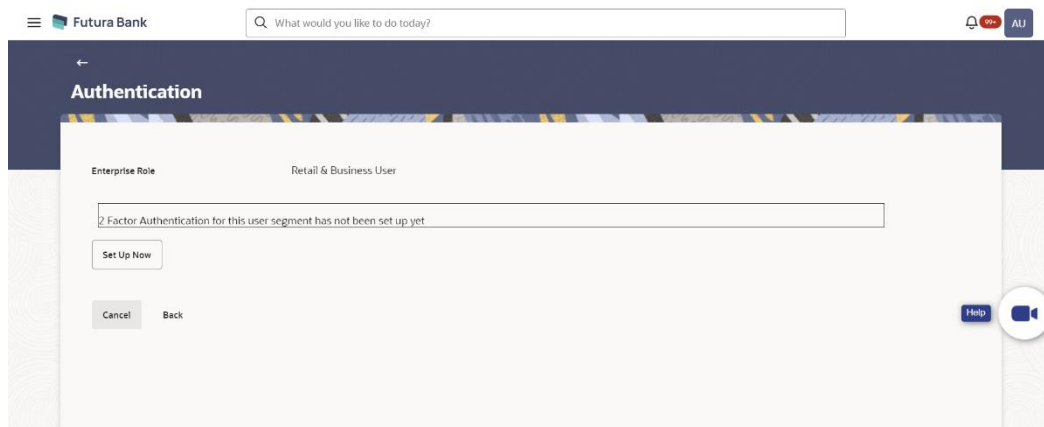 Futura Bank
What would you like to do today?
99+
AU
Authentication
Enterprise Role
Retail & Business User
2 Factor Authentication for this user segment has not been set up yet
Set Up Now
Cancel
Back
Help